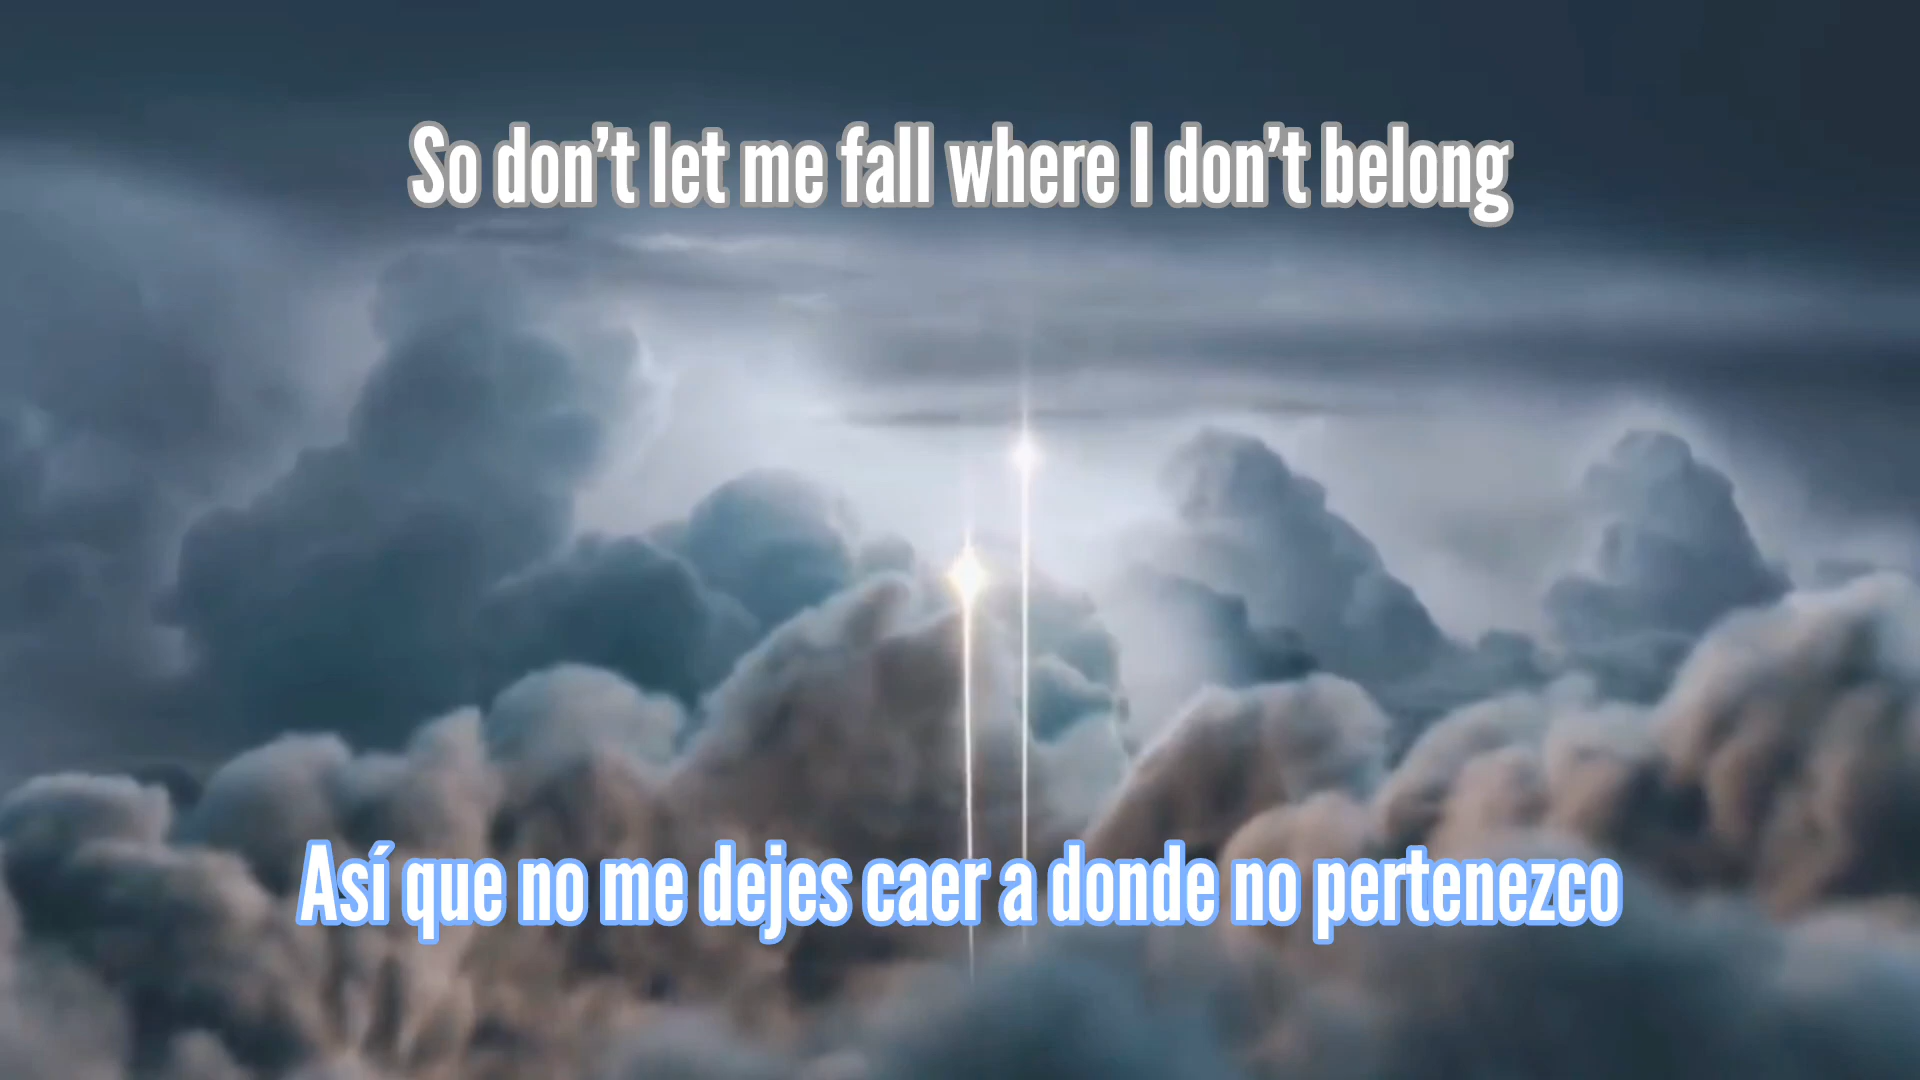 So don’t let me fall where I don’t belong
Así que no me dejes caer a donde no pertenezco